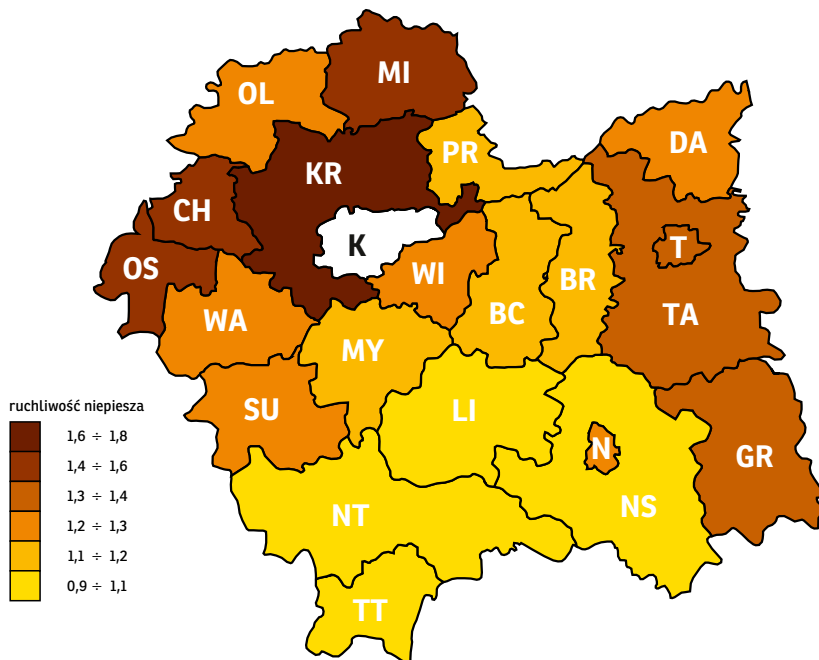 MI
OL
DA
PR
KR
CH
K
T
OS
WI
BR
BC
TA
WA
MY
ruchliwość niepiesza
SU
LI
1,6 ÷ 1,8
1,4 ÷ 1,6
N
GR
1,3 ÷ 1,4
NT
NS
1,2 ÷ 1,3
1,1 ÷ 1,2
0,9 ÷ 1,1
TT